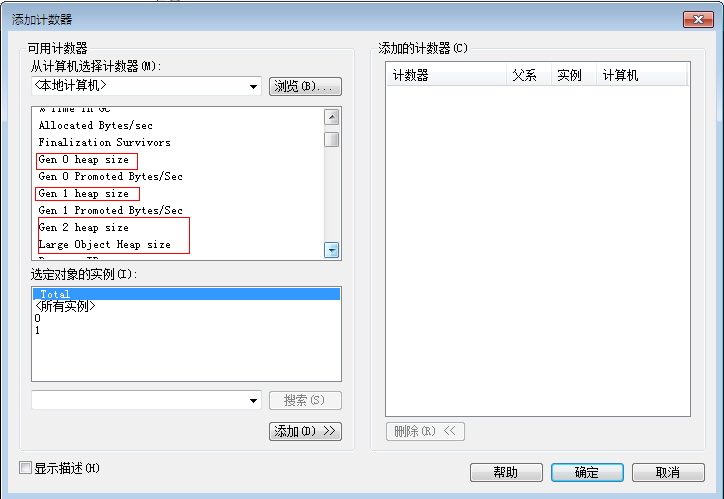 添加计数器
可用计数器
从计算机选择计数器(M):
<本地计算机>
浏览(B)...
% Time in GC
Allocated Bytes/sec
Finalization Survivors
Gen 0 heap size
Gen 0 Promoted Bytes/Sec
Gen 1 heap size
Gen 1 Promoted Bytes/Sec
Gen 2 heap size
Large Object Heap size
选定对象的实例(I):
_Total
<所有实例>
0
1
搜索(S)
添加(D) >>
添加的计数器(C)
计数器 父系 实例 计算机
删除(R) <<
显示描述(H)
帮助
确定
取消